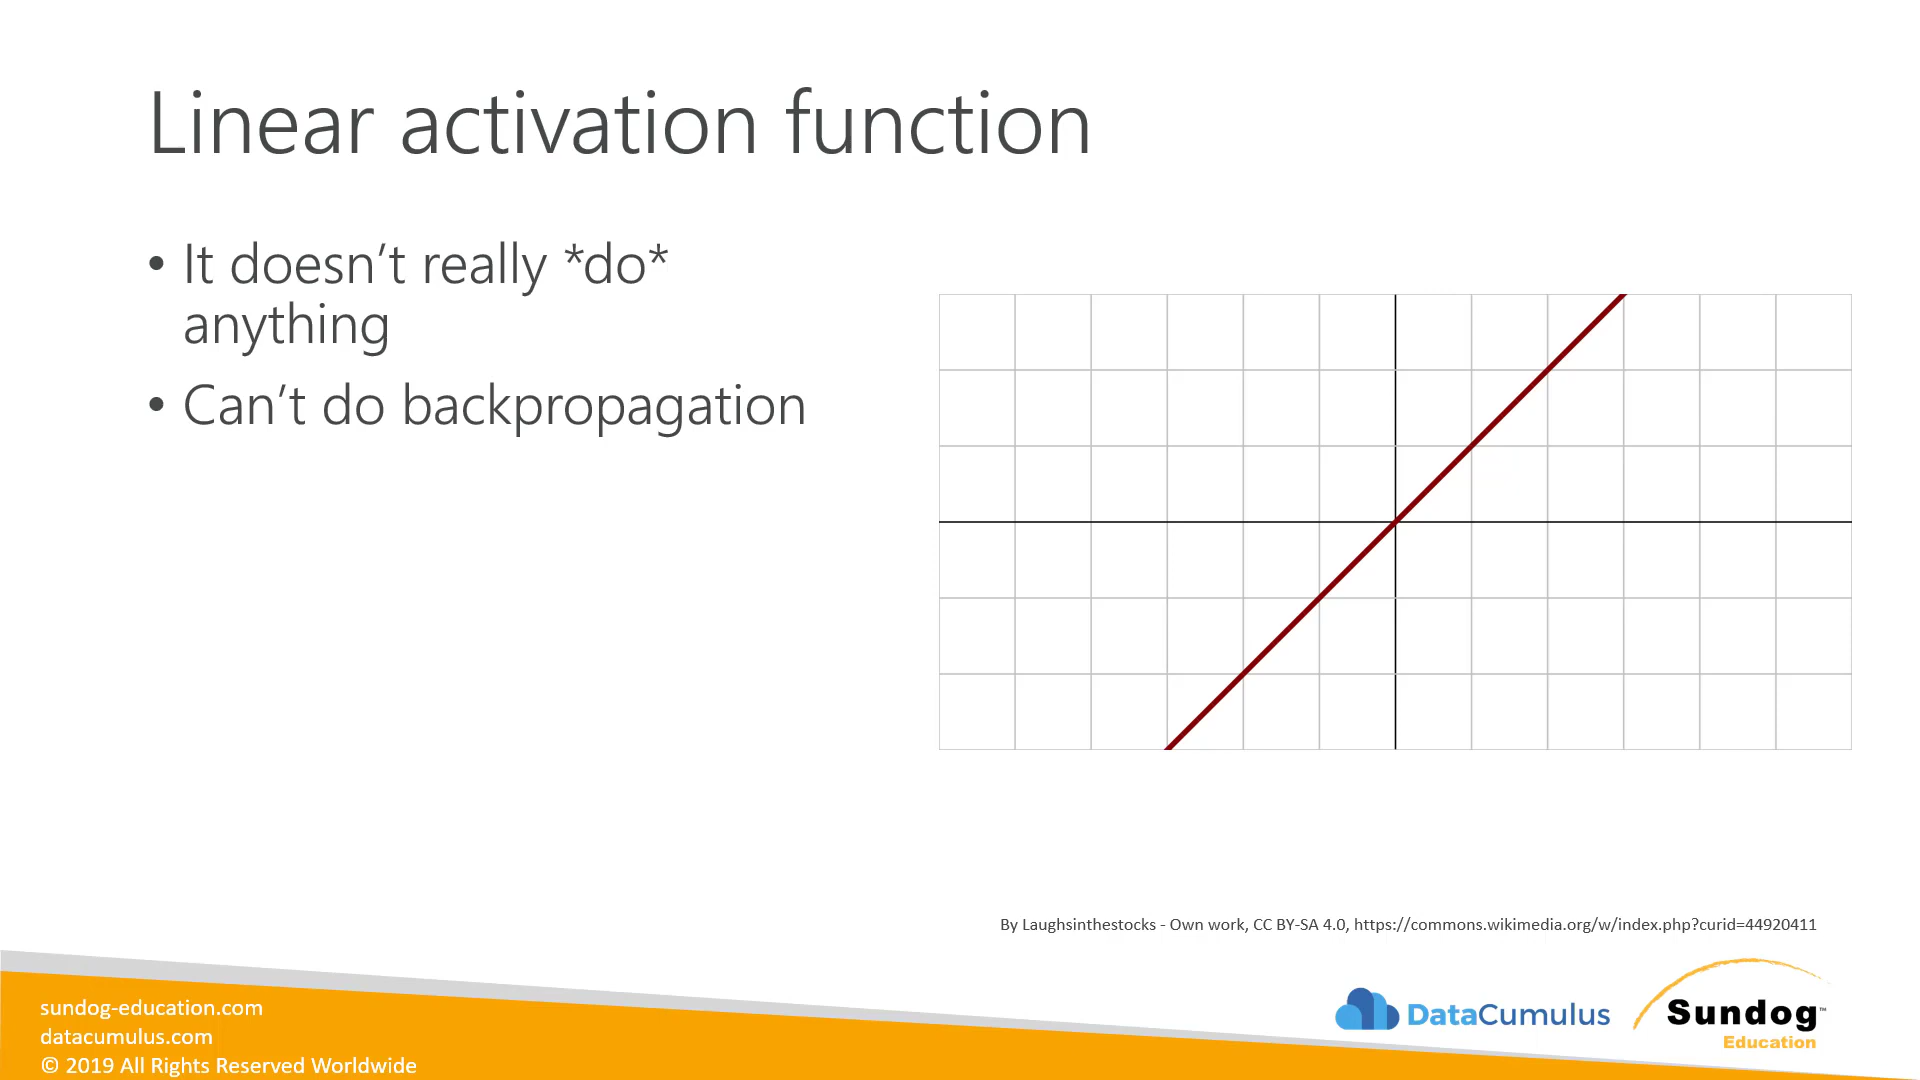 Linear activation function
• It doesn’t really *do*
anything
• Can’t do backpropagation
By Laughsinthestocks - Own work, CC BY-SA 4.0, https://commons.wikimedia.org/w/index.php?curid=44920411
sundog-education.com
datacumulus.com
© 2019 All Rights Reserved Worldwide
DataCumulus
Sundog™
Education